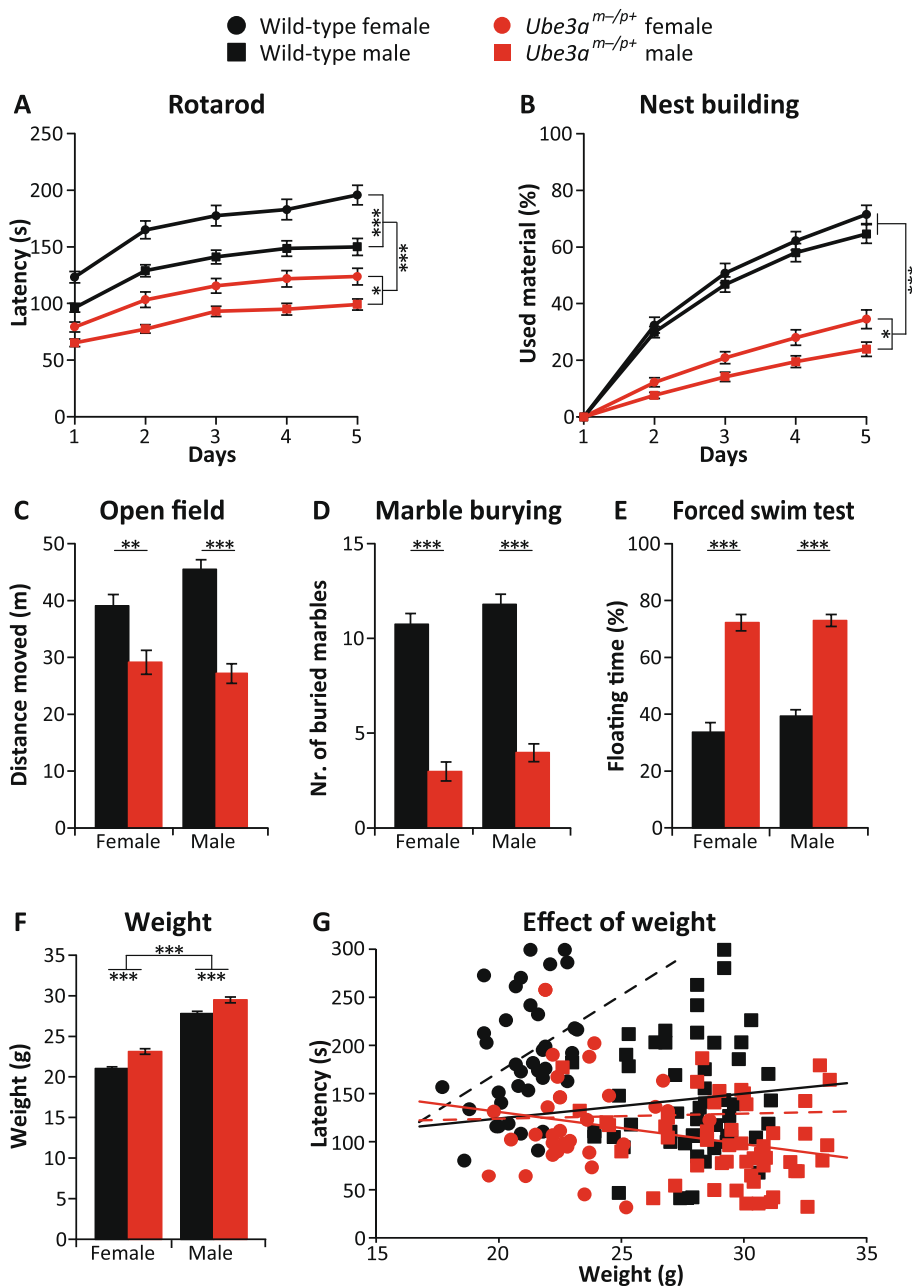 Wild-type female
Ube3a^m–/p+ female
Wild-type male
Ube3a^m–/p+ male
A Rotarod
Latency (s)
250
200
150
100
50
0
1 2 3 4 5
Days
***
*
***
B Nest building
Used material (%)
100
80
60
40
20
0
1 2 3 4 5
Days
*
***
C Open field
Distance moved (m)
50
40
30
20
10
0
** ***
Female Male
D Marble burying
Nr. of buried marbles
15
10
5
0
*** ***
Female Male
E Forced swim test
Floating time (%)
100
80
60
40
20
0
*** ***
Female Male
F Weight
Weight (g)
35
30
25
20
15
10
5
0
***
*** ***
Female Male
G Effect of weight
Latency (s)
300
250
200
150
100
50
0
15 20 25 30 35
Weight (g)